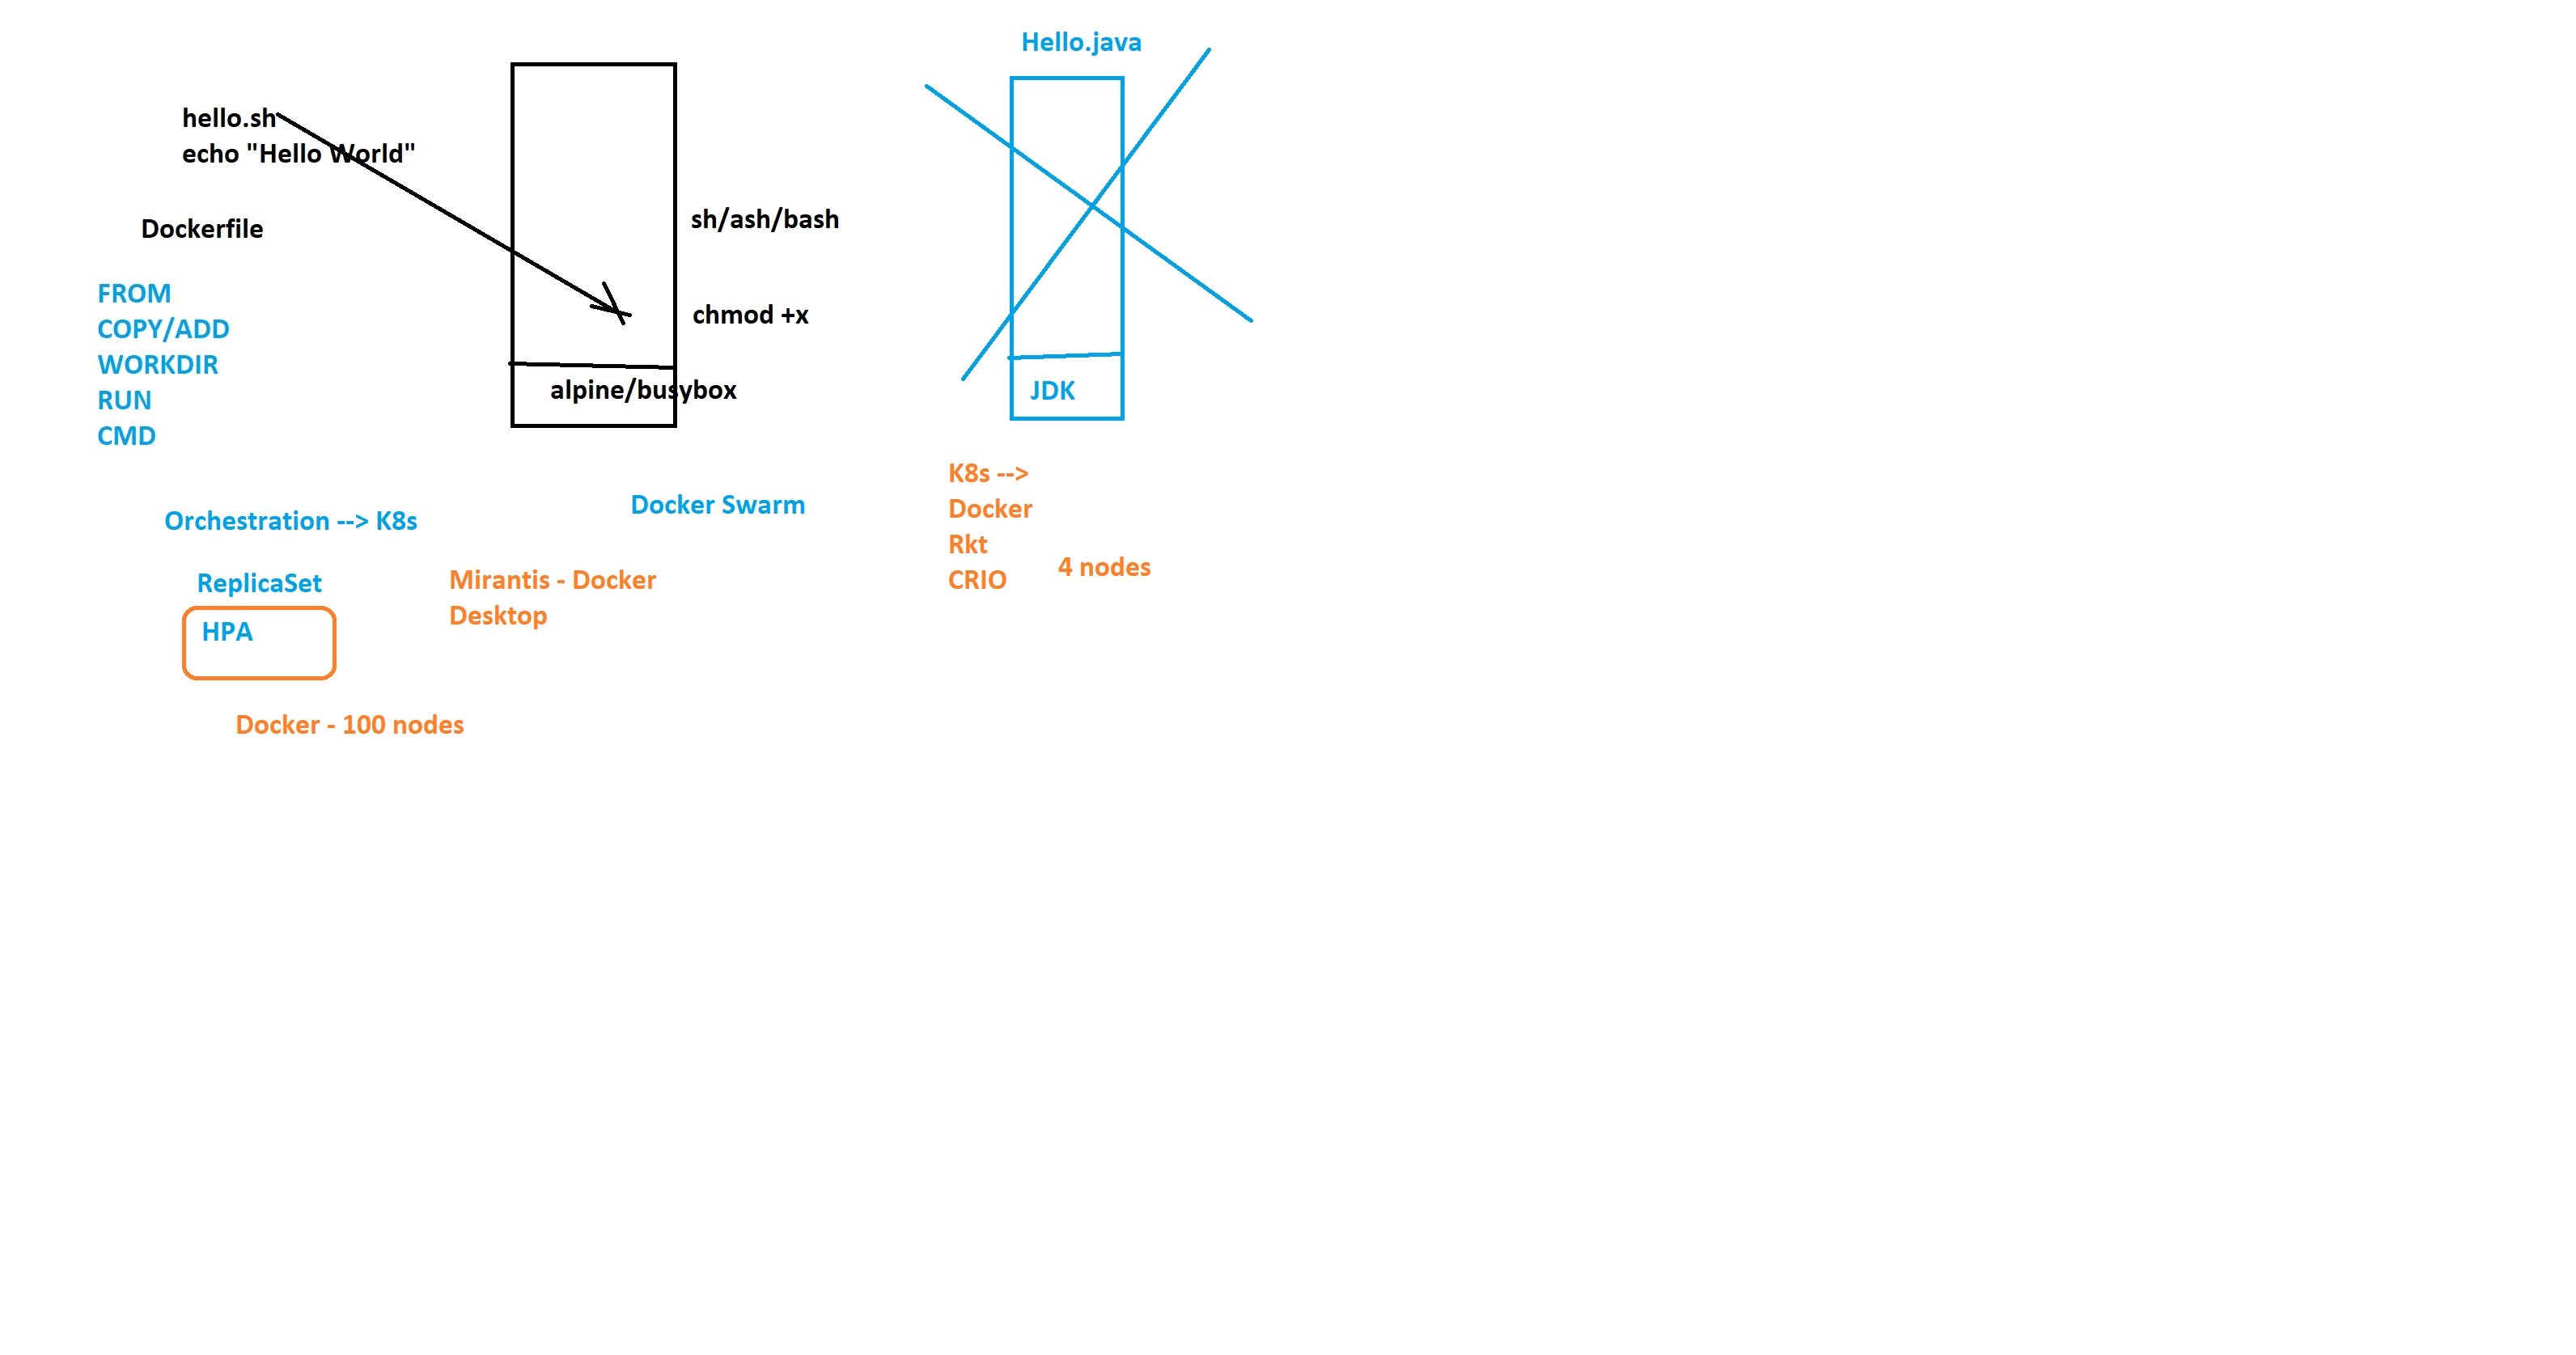 Hello.java
hello.sh
echo "Hello World"
sh/ash/bash
Dockerfile
chmod +x
FROM
COPY/ADD
WORKDIR
RUN
CMD
alpine/busybox
JDK
Orchestration --> K8s
Docker Swarm
K8s -->
Docker
Rkt
CRIO
4 nodes
ReplicaSet
HPA
Mirantis - Docker
Desktop
Docker - 100 nodes